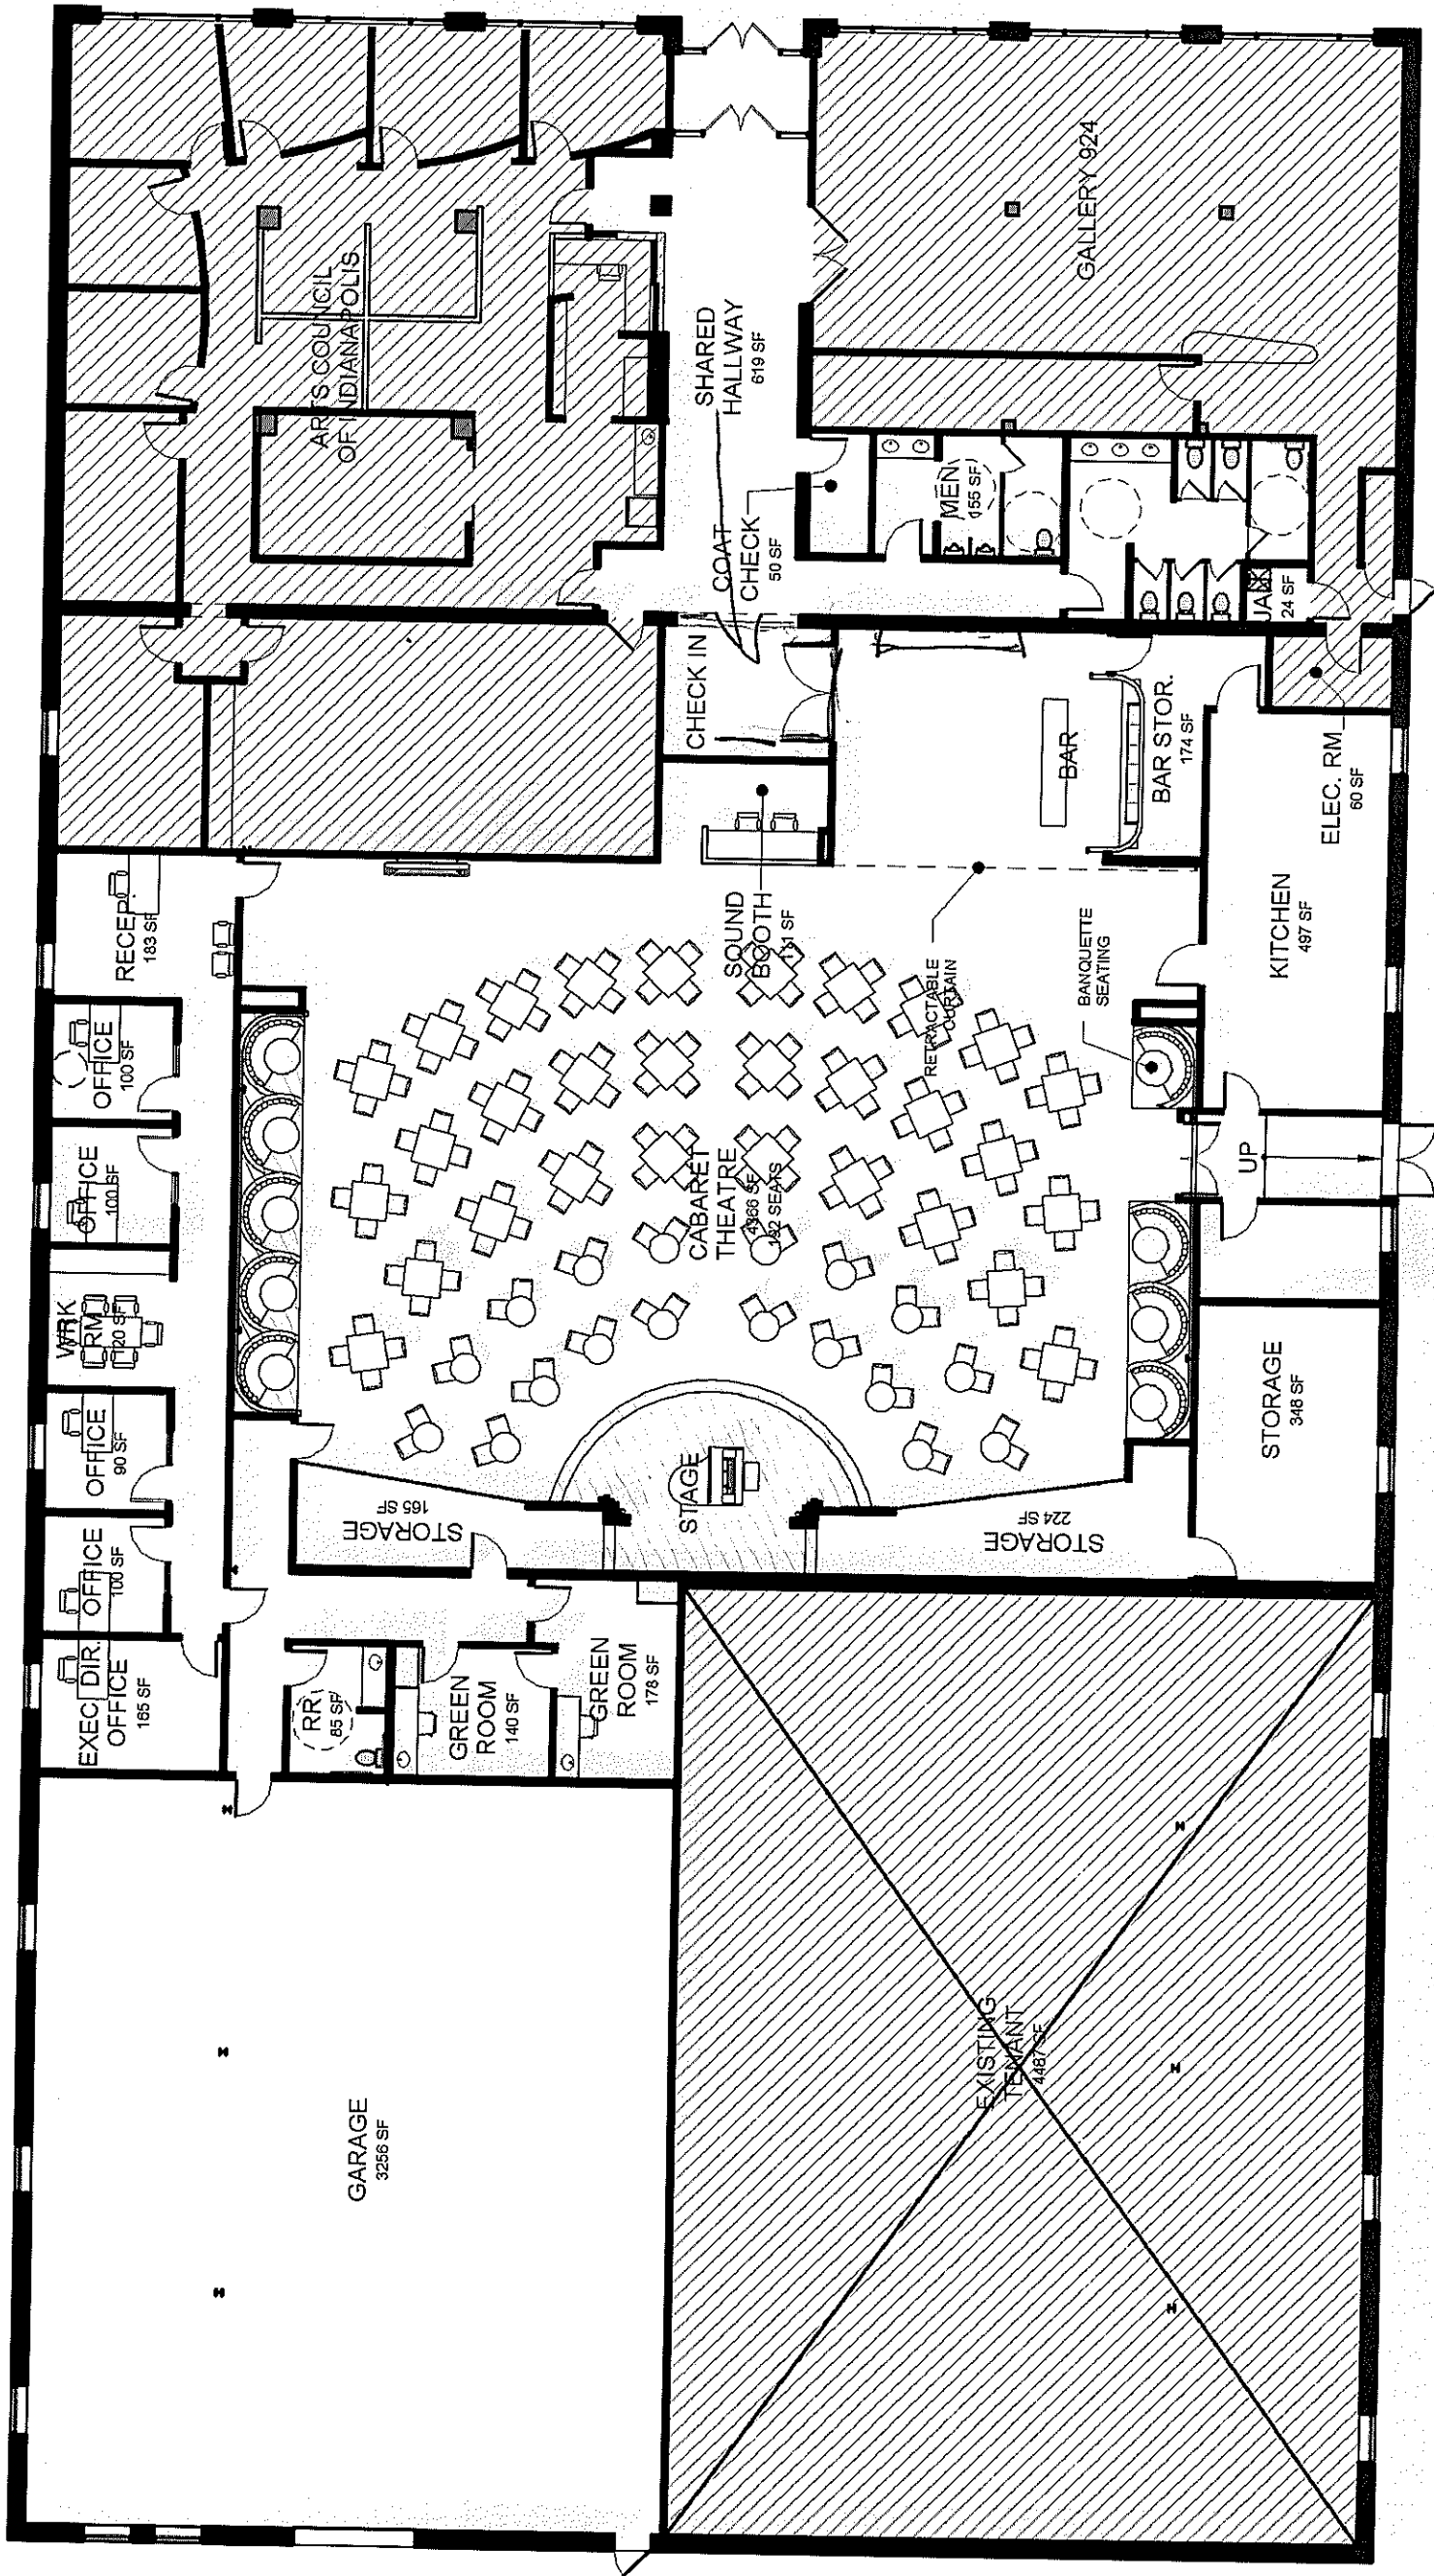 ARTS COUNCIL
OF INDIANAPOLIS
GALLERY 924
SHARED
HALLWAY
619 SF
COAT
CHECK
50 SF
MEN
155 SF
JAN
24 SF
CHECK IN
BAR
BAR STOR.
174 SF
ELEC. RM
60 SF
KITCHEN
497 SF
RECEP.
183 SF
SOUND
BOOTH
RETRACTABLE
CURTAIN
BANQUETTE
SEATING
OFFICE
100 SF
OFFICE
100 SF
WRK
RM
120 SF
OFFICE
90 SF
OFFICE
100 SF
EXEC. DIR.
OFFICE
165 SF
CABARET
THEATRE
192 SEATS
UP
STORAGE
348 SF
STAGE
STORAGE
165 SF
STORAGE
224 SF
RR
85 SF
GREEN
ROOM
140 SF
GREEN
ROOM
178 SF
GARAGE
3256 SF
EXISTING
TENANT
4487 SF